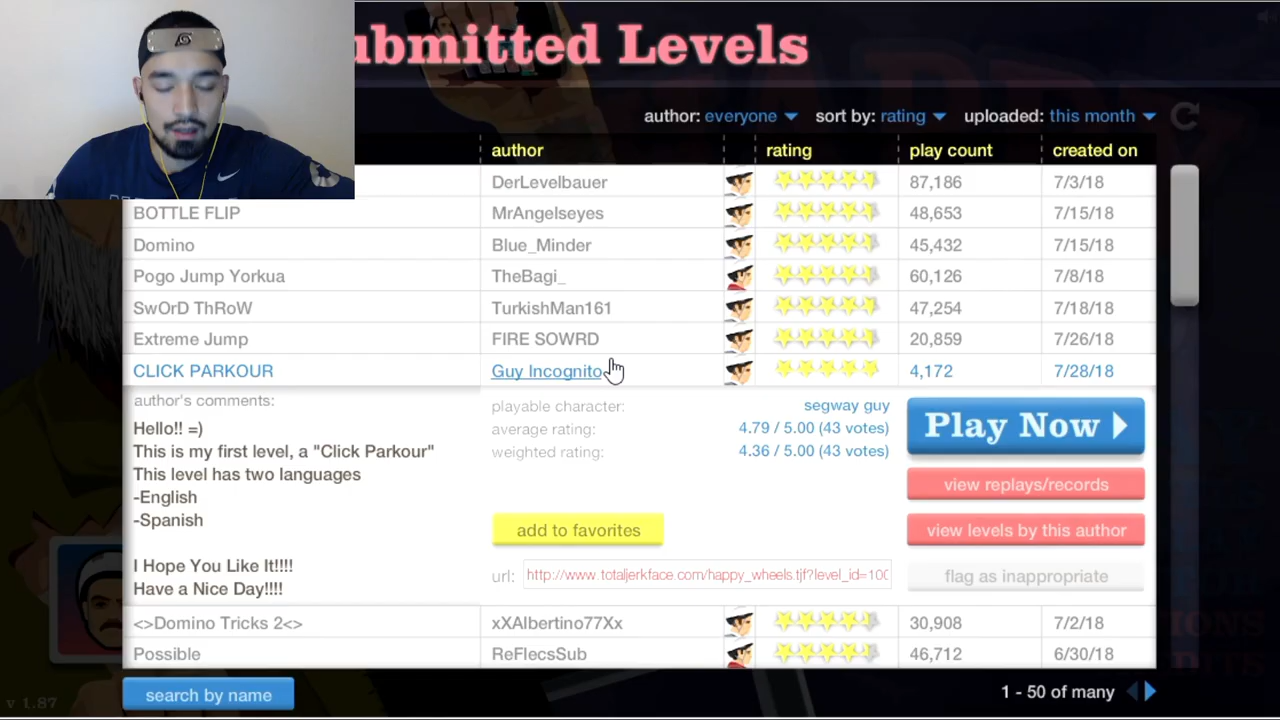 ubmitted Levels
author: everyone sort by: rating uploaded: this month
author rating play count created on
DerLevelbauer 87,186 7/3/18
BOTTLE FLIP MrAngelseyes 48,653 7/15/18
Domino Blue_Minder 45,432 7/15/18
Pogo Jump Yorkua TheBagi_ 60,126 7/8/18
SwOrD ThRoW TurkishMan161 47,254 7/18/18
Extreme Jump FIRE SOWRD 20,859 7/26/18
CLICK PARKOUR Guy Incognito 4,172 7/28/18
author's comments:
Hello!! =)
This is my first level, a "Click Parkour"
This level has two languages
-English
-Spanish
I Hope You Like It!!!!
Have a Nice Day!!!!
playable character: segway guy
average rating: 4.79 / 5.00 (43 votes)
weighted rating: 4.36 / 5.00 (43 votes)
add to favorites
url: http://www.totaljerkface.com/happy_wheels.tjf?level_id=100
Play Now
view replays/records
view levels by this author
flag as inappropriate
<>Domino Tricks 2<> xXAlbertino77Xx 30,908 7/2/18
Possible ReFlecsSub 46,712 6/30/18
v 1.87
search by name
1 - 50 of many